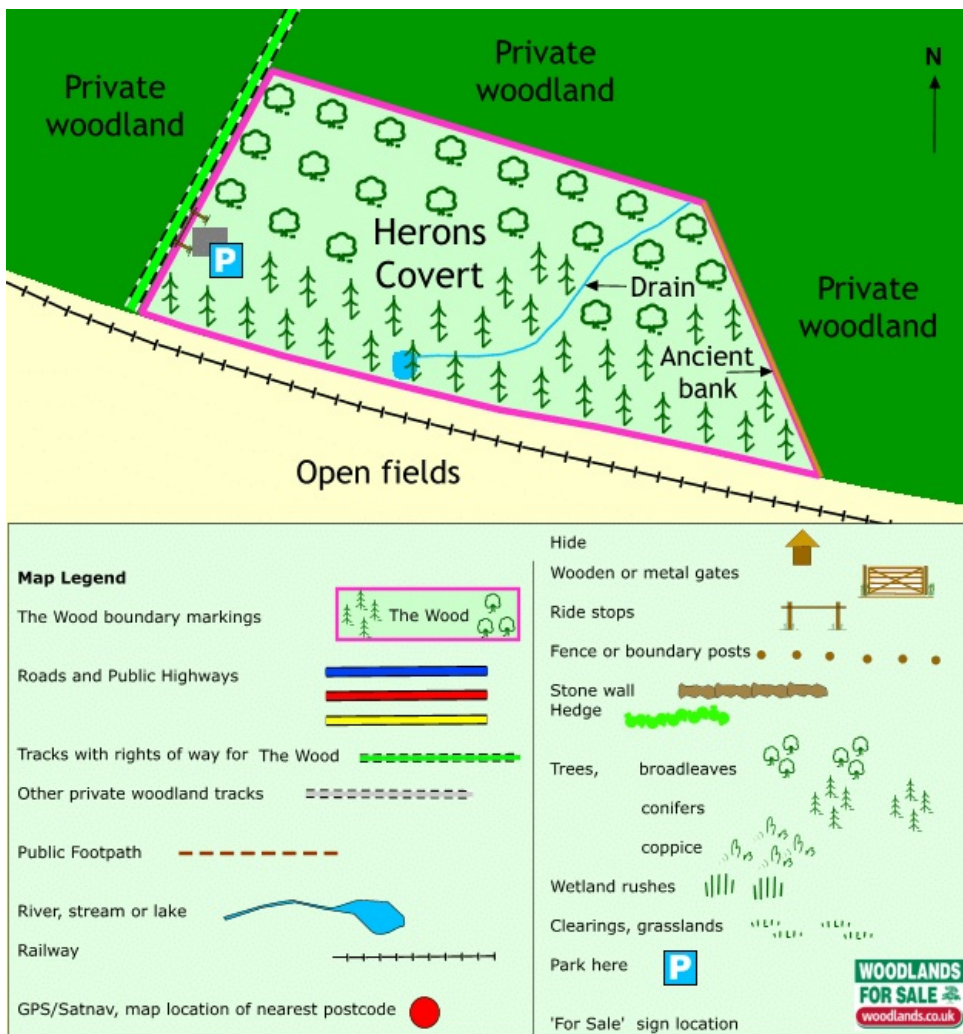 Private
woodland
Private
woodland
N
Herons
Covert
P
Drain
Private
woodland
Ancient
bank
Open fields
Map Legend
The Wood boundary markings
The Wood
Roads and Public Highways
Tracks with rights of way for The Wood
Other private woodland tracks
Public Footpath
River, stream or lake
Railway
GPS/Satnav, map location of nearest postcode
Hide
Wooden or metal gates
Ride stops
Fence or boundary posts
Stone wall
Hedge
Trees, broadleaves
conifers
coppice
Wetland rushes
Clearings, grasslands
Park here P
'For Sale' sign location
WOODLANDS
FOR SALE
woodlands.co.uk